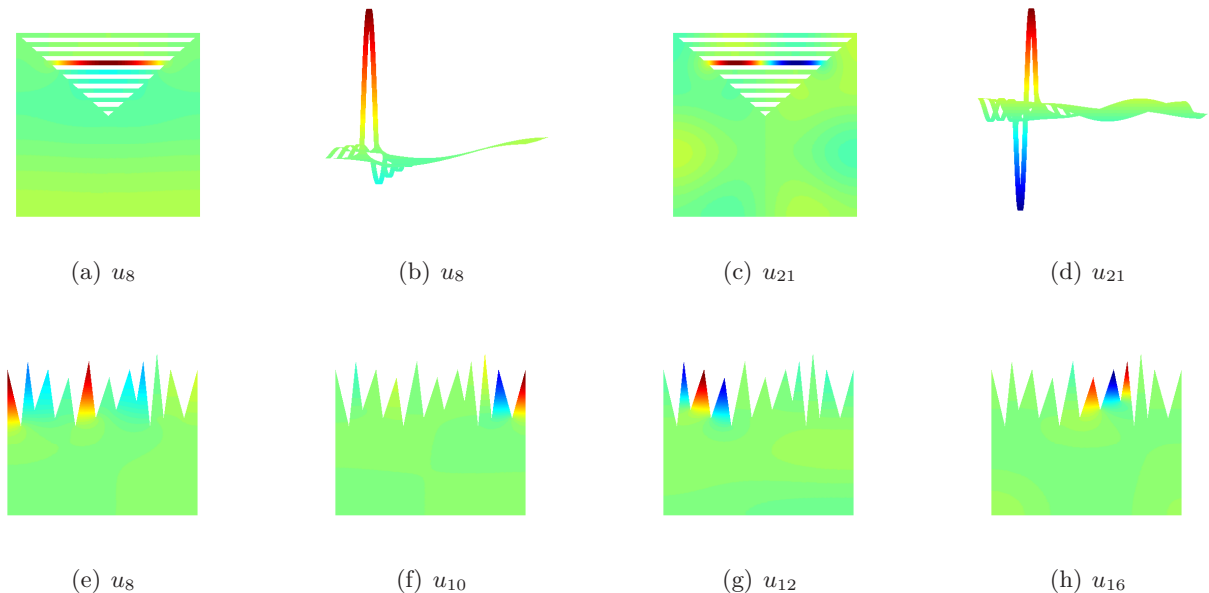 (a) u₈ (b) u₈ (c) u₂₁ (d) u₂₁
(e) u₈ (f) u₁₀ (g) u₁₂ (h) u₁₆